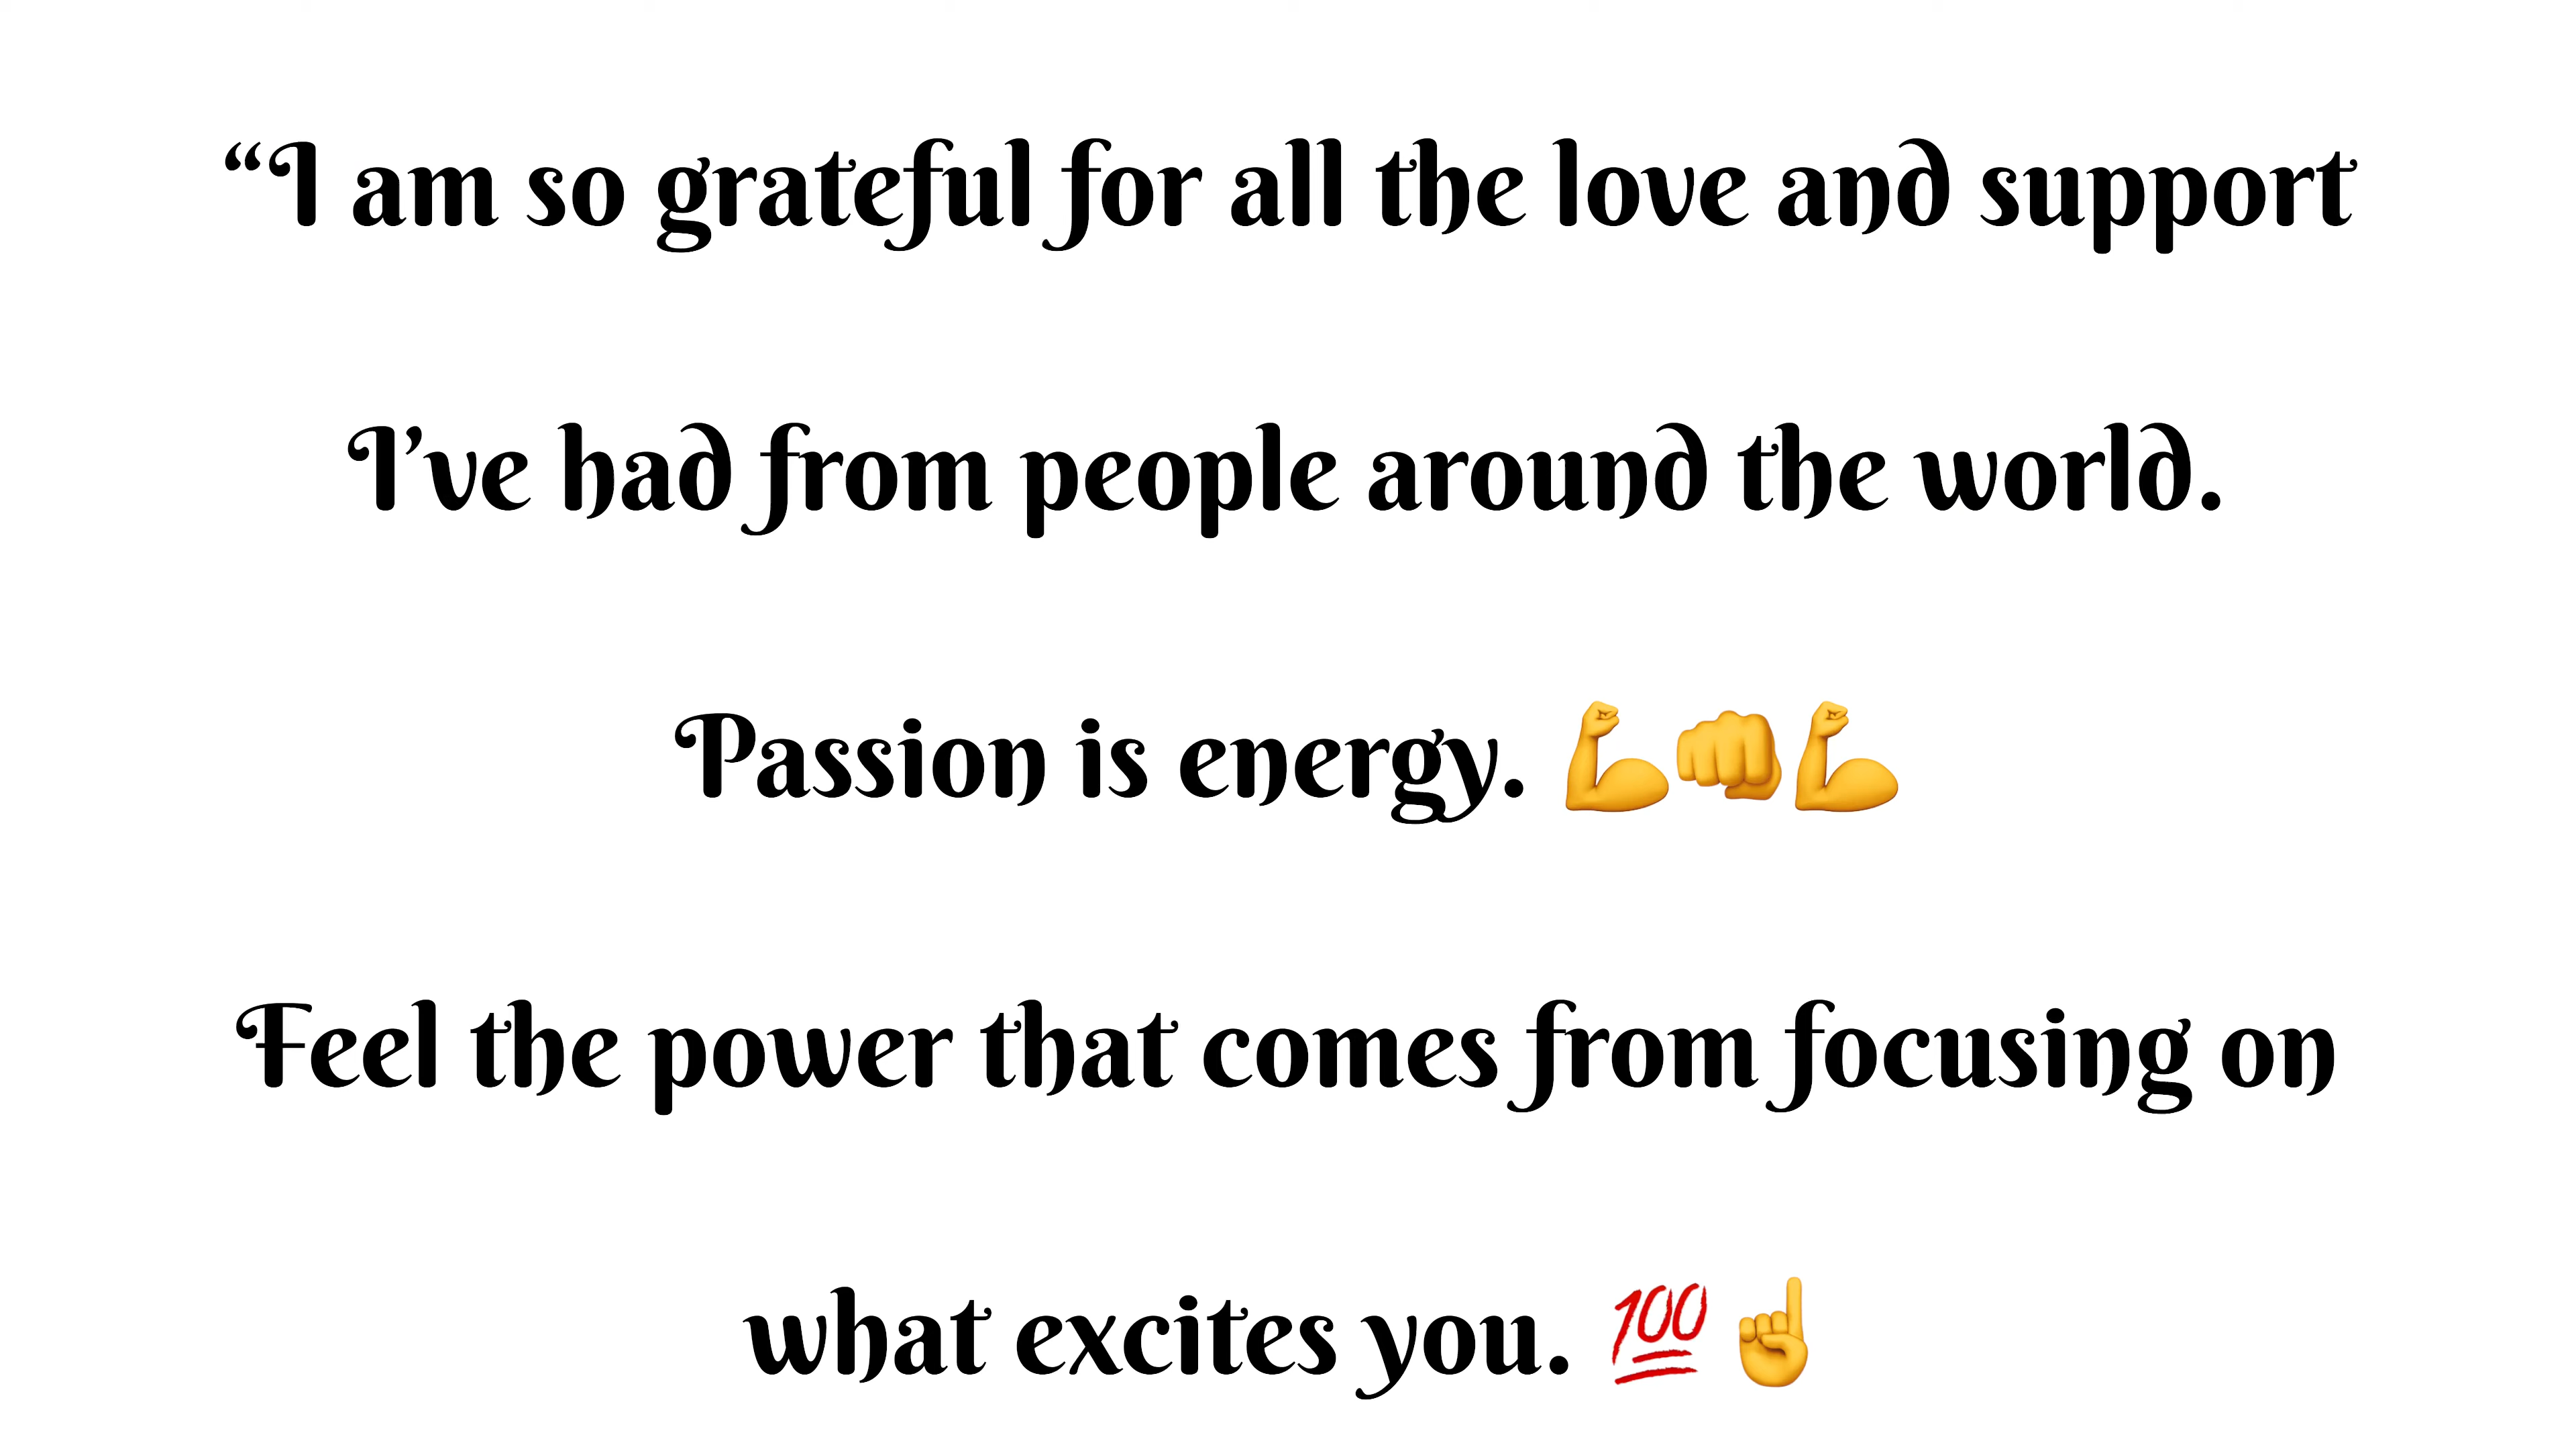 “I am so grateful for all the love and support
I’ve had from people around the world.
Passion is energy. 💪👊💪
Feel the power that comes from focusing on
what excites you. 💯☝️